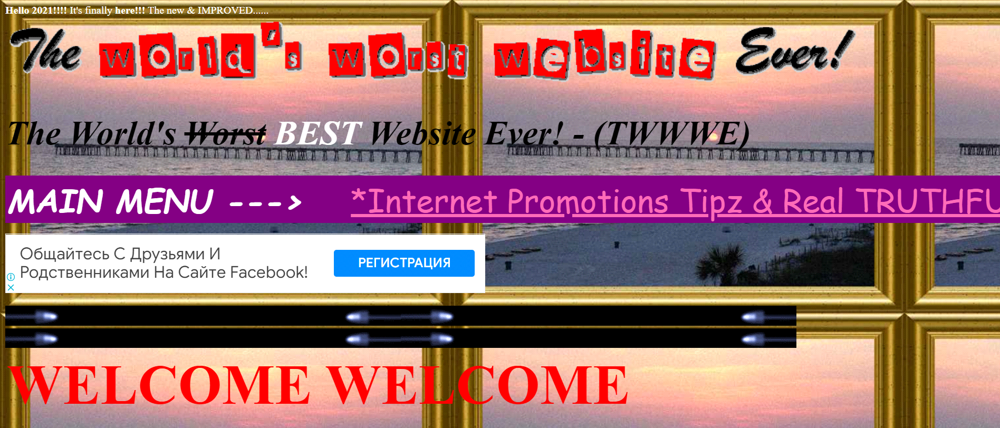 Hello 2021!!!! It's finally here!!! The new & IMPROVED......
The world's worst website Ever!
The World's Worst BEST Website Ever! - (TWWWE)
MAIN MENU ---> *Internet Promotions Tipz & Real TRUTHFU
Общайтесь С Друзьями И
Родственниками На Сайте Facebook!
РЕГИСТРАЦИЯ
WELCOME WELCOME